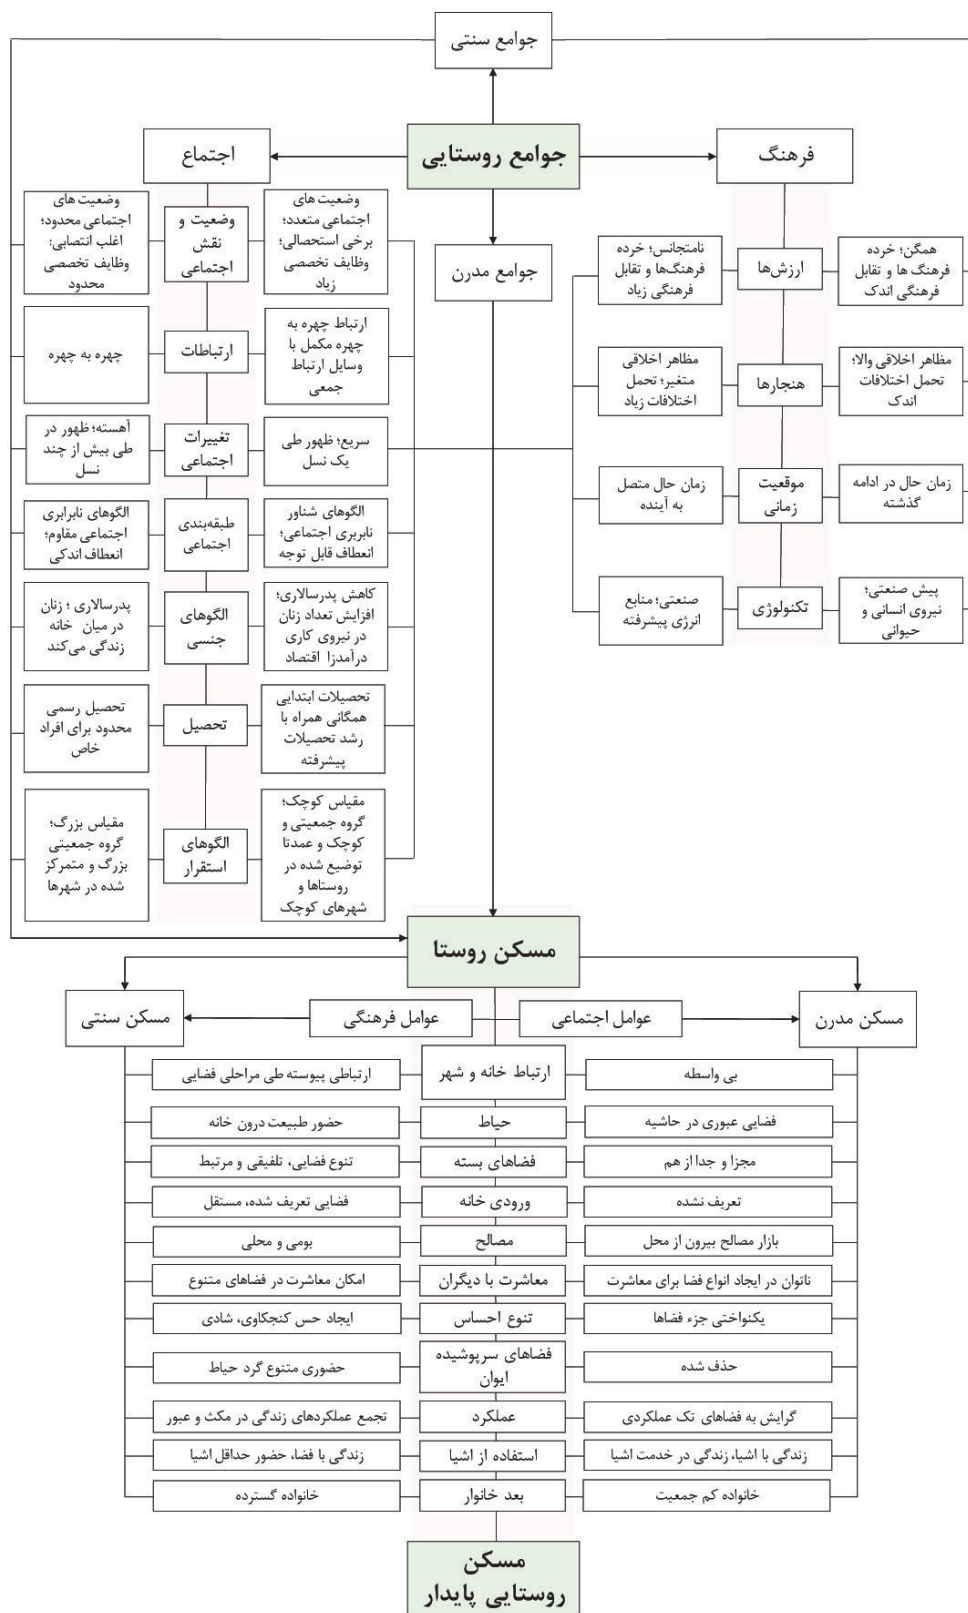 جوامع سنتی
جوامع روستایی
فرهنگ
اجتماع
جوامع مدرن
همگن؛ خرده
فرهنگ ها و تقابل
فرهنگی اندک
ارزش‌ها
نامتجانس؛ خرده
فرهنگ‌ها و تقابل
فرهنگی زیاد
مظاهر اخلاقی والا؛
تحمل اختلافات
اندک
هنجارها
مظاهر اخلاقی
متغیر؛ تحمل
اختلافات زیاد
زمان حال در ادامه
گذشته
موقعیت
زمانی
زمان حال متصل
به آینده
پیش صنعتی؛
نیروی انسانی و
حیوانی
تکنولوژی
صنعتی؛ منابع
انرژی پیشرفته
وضعیت های
اجتماعی متعدد؛
برخی استحصالی؛
وظایف تخصصی
زیاد
وضعیت و
نقش
اجتماعی
وضعیت های
اجتماعی محدود؛
اغلب انتصابی:
وظایف تخصصی
محدود
ارتباط چهره به
چهره مکمل با
وسایل ارتباط
جمعی
ارتباطات
چهره به چهره
سریع؛ ظهور طی
یک نسل
تغییرات
اجتماعی
آهسته؛ ظهور در
طی بیش از چند
نسل
الگوهای شناور
نابربری اجتماعی؛
انعطاف قابل توجه
طبقه‌بندی
اجتماعی
الگوهای نابرابری
اجتماعی مقاوم؛
انعطاف اندکی
کاهش پدرسالاری؛
افزایش تعداد زنان
در نیروی کاری
درآمدزا اقتصاد
الگوهای
جنسی
پدرسالاری ؛ زنان
در میان خانه
زندگی می‌کند
تحصیلات ابتدایی
همگانی همراه با
رشد تحصیلات
پیشرفته
تحصیل
تحصیل رسمی
محدود برای افراد
خاص
مقیاس کوچک؛
گروه جمعیتی و
کوچک و عمدتا
توضیع شده در
روستاها و
شهرهای کوچک
الگوهای
استقرار
مقیاس بزرگ؛
گروه جمعیتی
بزرگ و متمرکز
شده در شهرها
مسکن روستا
مسکن مدرن
عوامل اجتماعی
عوامل فرهنگی
مسکن سنتی
بی واسطه
ارتباط خانه و شهر
ارتباطی پیوسته طی مراحلی فضایی
فضایی عبوری در حاشیه
حیاط
حضور طبیعت درون خانه
مجزا و جدا از هم
فضاهای بسته
تنوع فضایی، تلفیقی و مرتبط
تعریف نشده
ورودی خانه
فضایی تعریف شده، مستقل
بازار مصالح بیرون از محل
مصالح
بومی و محلی
ناتوان در ایجاد انواع فضا برای معاشرت
معاشرت با دیگران
امکان معاشرت در فضاهای متنوع
یکنواختی جزء فضاها
تنوع احساس
ایجاد حس کنجکاوی، شادی
حذف شده
فضاهای سرپوشیده
ایوان
حضوری متنوع گرد حیاط
گرایش به فضاهای تک عملکردی
عملکرد
تجمع عملکردهای زندگی در مکث و عبور
زندگی با اشیا، زندگی در خدمت اشیا
استفاده از اشیا
زندگی با فضا، حضور حداقل اشیا
خانواده کم جمعیت
بعد خانوار
خانواده گسترده
مسکن
روستایی پایدار